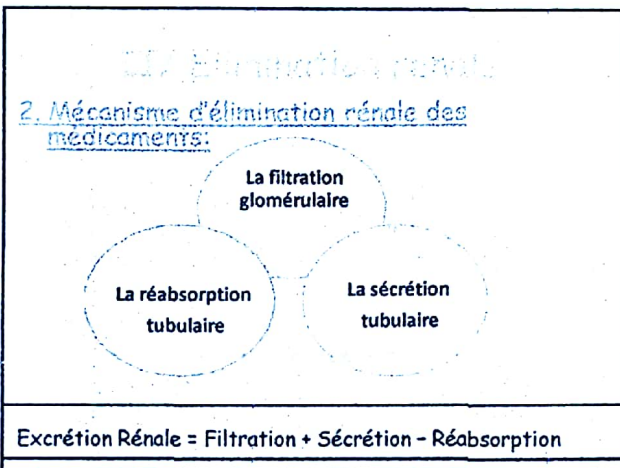 2. Mécanisme d'élimination rénale des
médicaments:
La filtration
glomérulaire
La réabsorption
tubulaire
La sécrétion
tubulaire
Excrétion Rénale = Filtration + Sécrétion - Réabsorption